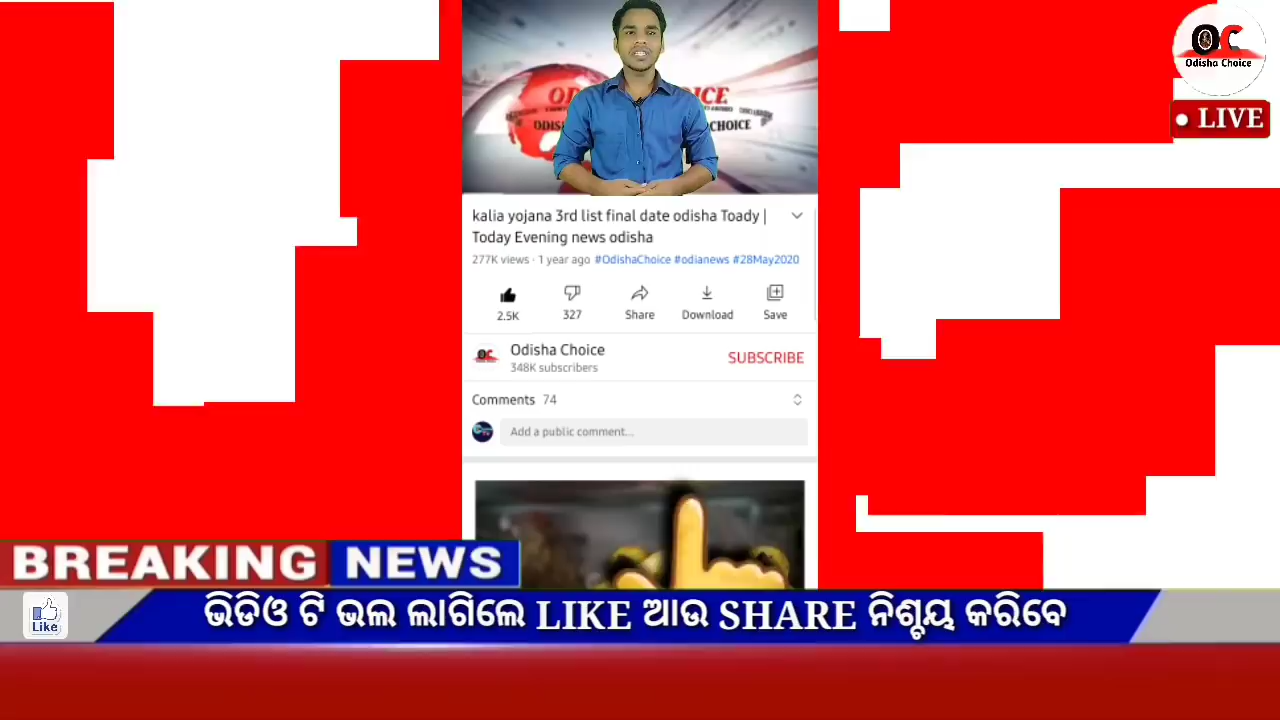 OC
Odisha Choice
LIVE
kalia yojana 3rd list final date odisha Toady |
Today Evening news odisha
277K views · 1 year ago #OdishaChoice #odianews #28May2020
2.5K
327
Share
Download
Save
OC
Odisha Choice
348K subscribers
SUBSCRIBE
Comments 74
Add a public comment...
BREAKING NEWS
Like
ଭିଡିଓ ଟି ଭଲ ଲାଗିଲେ LIKE ଆଉ SHARE ନିଶ୍ଚୟ କରିବେ